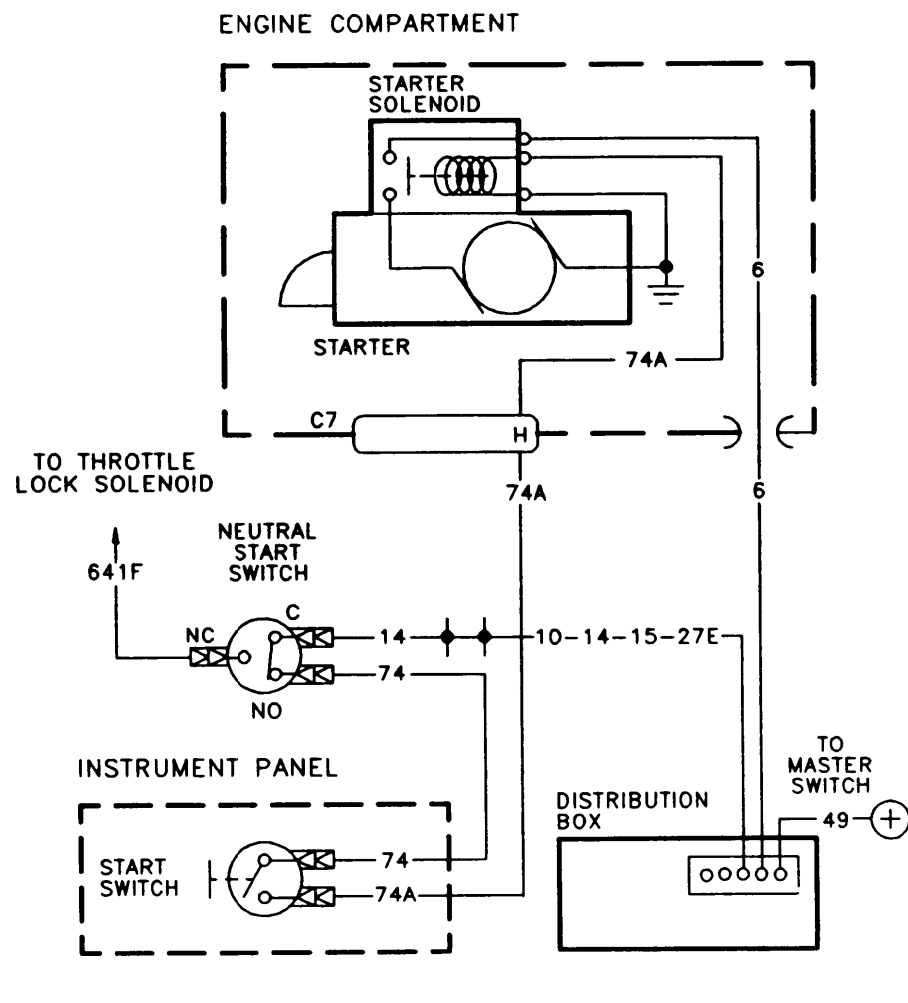 ENGINE COMPARTMENT
STARTER
SOLENOID
6
STARTER
74A
C7
H
TO THROTTLE
LOCK SOLENOID
74A
6
NEUTRAL
START
SWITCH
641F
C
NC
14
10-14-15-27E
74
NO
TO
MASTER
SWITCH
INSTRUMENT PANEL
DISTRIBUTION
BOX
49
+
START
SWITCH
74
74A